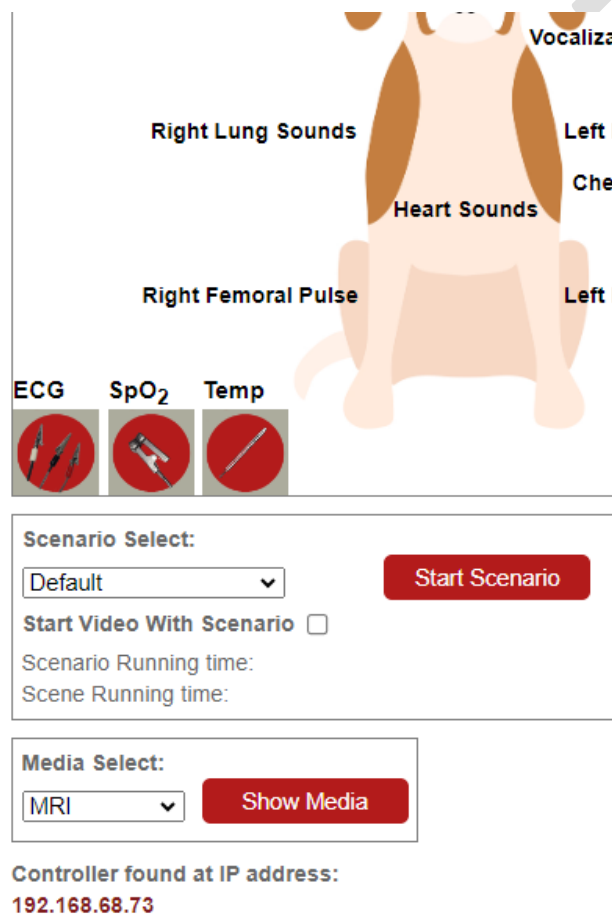 Vocaliza
Right Lung Sounds
Left
Che
Heart Sounds
Right Femoral Pulse
Left
ECG SpO₂ Temp
Scenario Select:
Default
Start Scenario
Start Video With Scenario
Scenario Running time:
Scene Running time:
Media Select:
MRI
Show Media
Controller found at IP address:
192.168.68.73